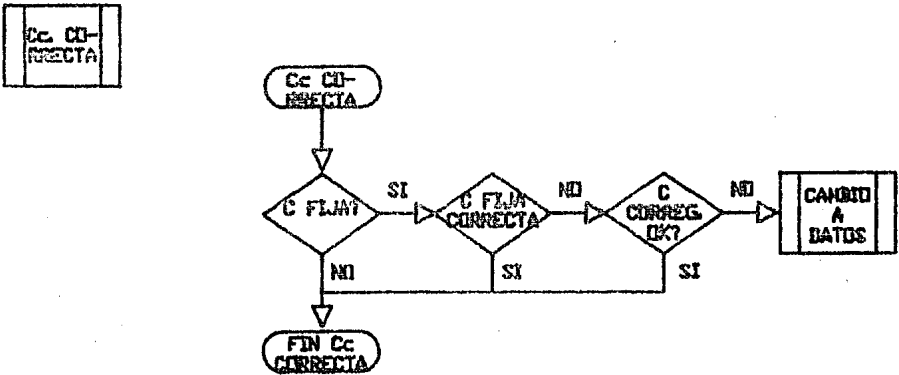 Cc. CO-
RRECTA
Cc CO-
RRECTA
C FIJA?
SI
C FIJA
CORRECTA
NO
C
CORREG.
OK?
NO
CAMBIO
A
DATOS
NO
SI
SI
FIN Cc
CORRECTA